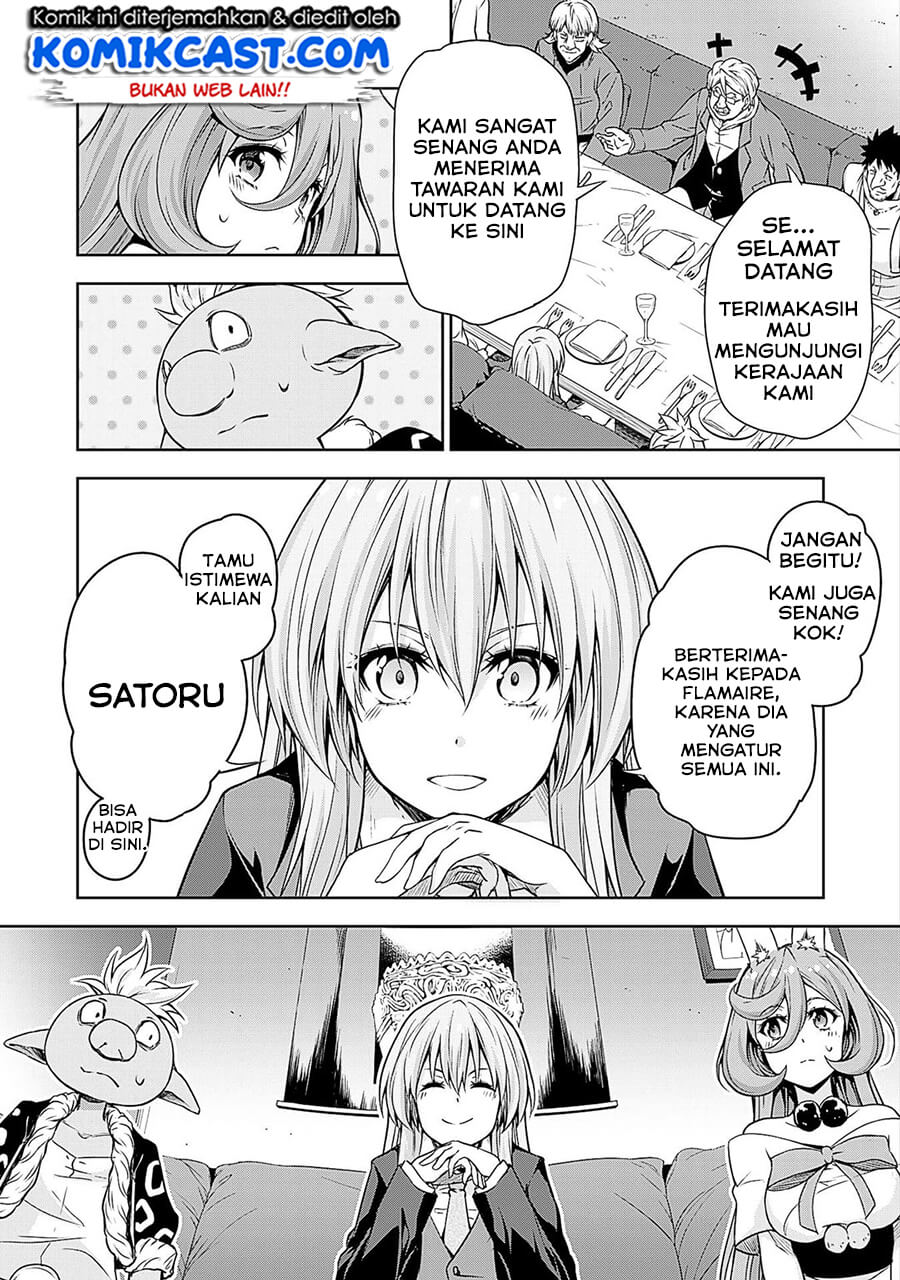 Komik ini diterjemahkan & diedit oleh
KOMIKCAST.COM
BUKAN WEB LAIN!!
SE...
SELAMAT
DATANG
TERIMAKASIH
MAU
MENGUNJUNGI
KERAJAAN
KAMI
KAMI SANGAT
SENANG ANDA
MENERIMA
TAWARAN KAMI
UNTUK DATANG
KE SINI
JANGAN
BEGITU!
KAMI JUGA
SENANG
KOK!
BERTERIMA-
KASIH KEPADA
FLAMAIRE,
KARENA DIA
YANG
MENGATUR
SEMUA INI.
TAMU
ISTIMEWA
KALIAN
SATORU
BISA
HADIR
DI SINI.